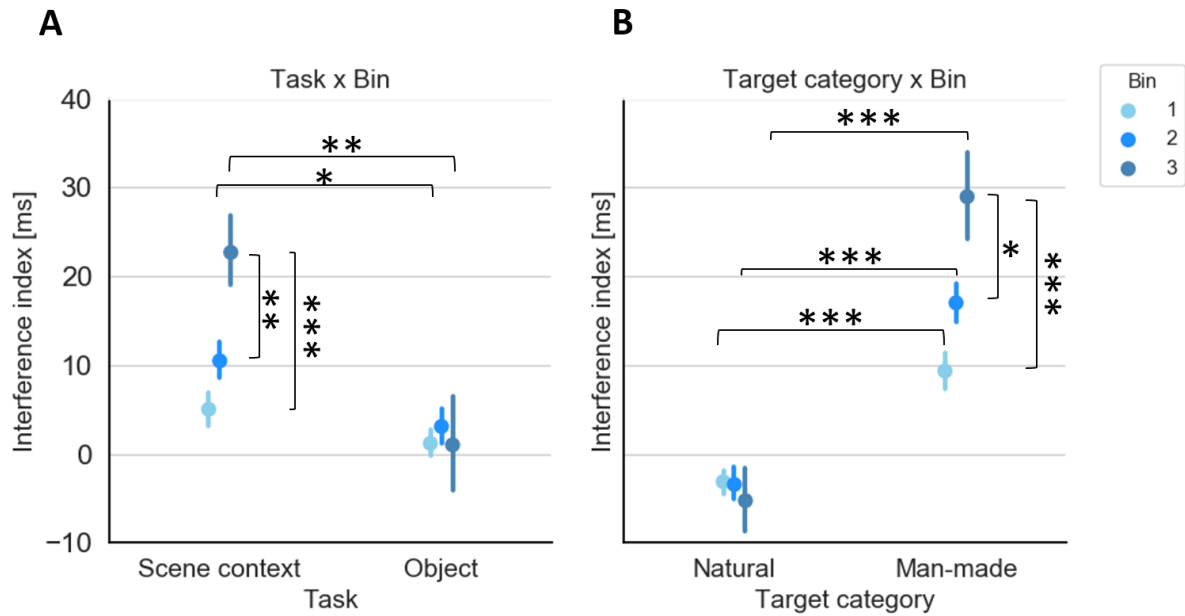 A
B
Task x Bin
Target category x Bin
Bin
1
2
3
40
30
20
10
0
−10
Interference index [ms]
Interference index [ms]
**
*
**
***
***
***
***
*
***
Scene context
Object
Natural
Man-made
Task
Target category